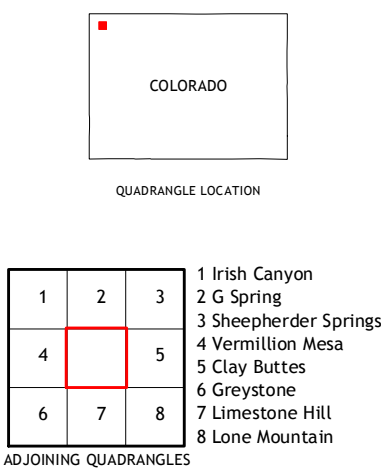 COLORADO
QUADRANGLE LOCATION
1 2 3
4 5
6 7 8
1 Irish Canyon
2 G Spring
3 Sheepherder Springs
4 Vermillion Mesa
5 Clay Buttes
6 Greystone
7 Limestone Hill
8 Lone Mountain
ADJOINING QUADRANGLES